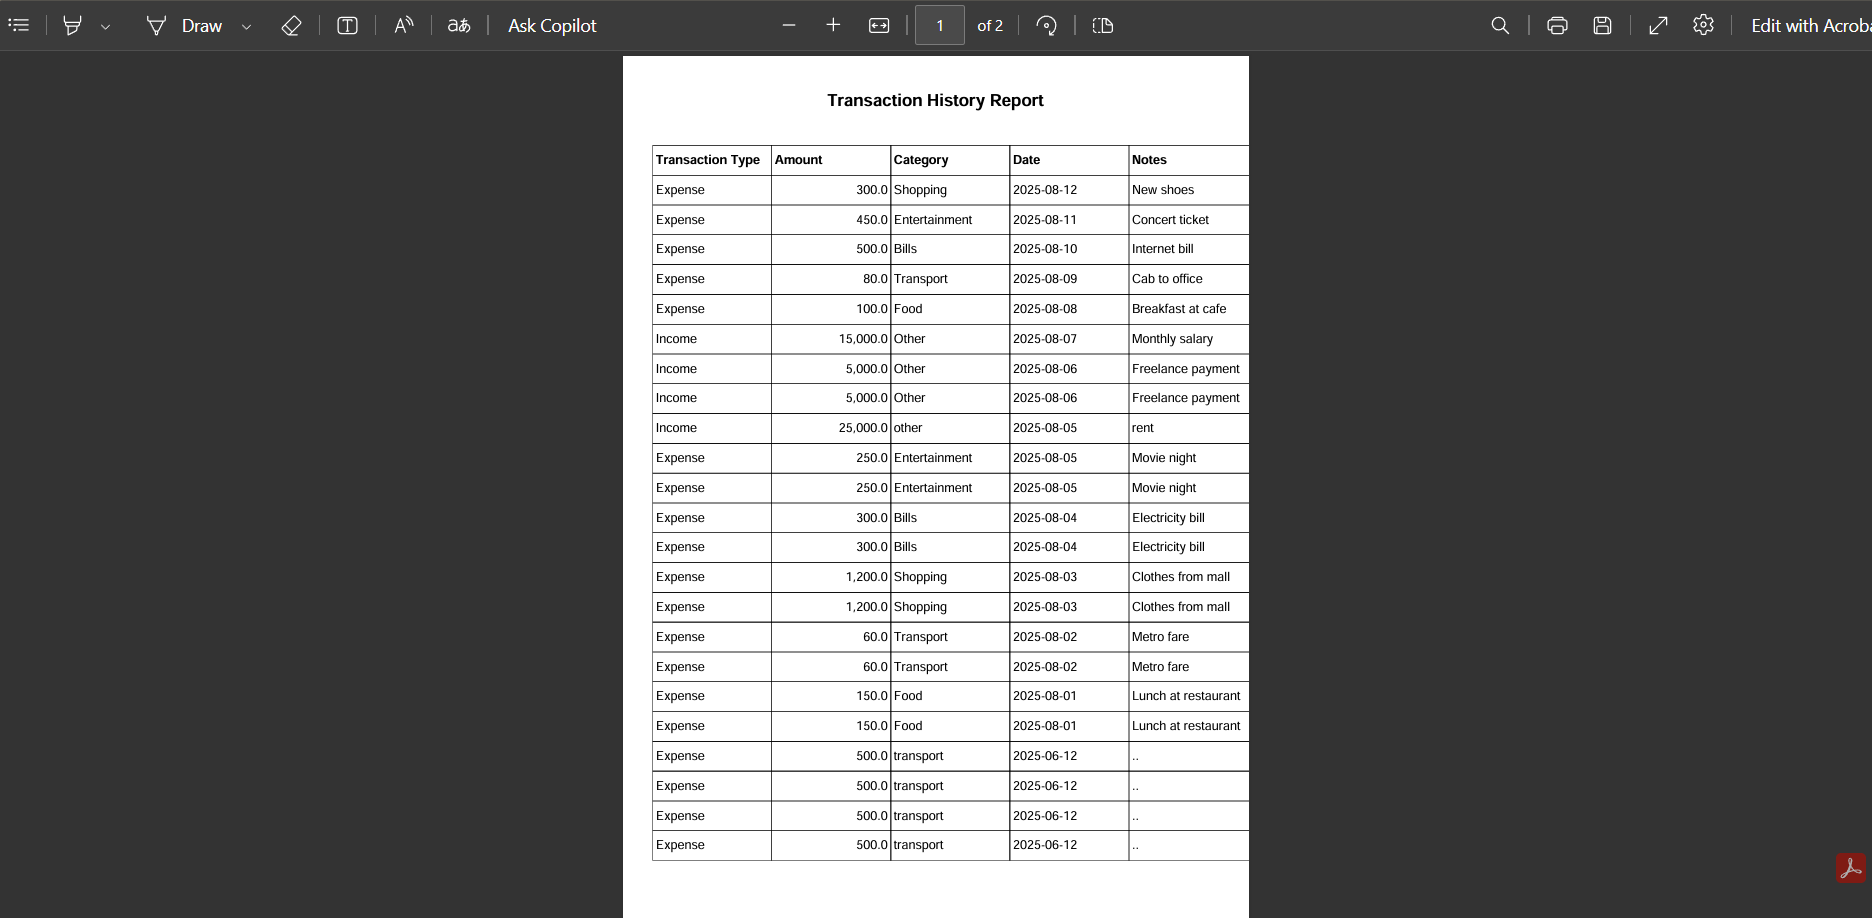 Draw
T
A
aあ
Ask Copilot
1 of 2
Edit with Acroba
Transaction History Report
Transaction Type Amount Category Date Notes
Expense 300.0 Shopping 2025-08-12 New shoes
Expense 450.0 Entertainment 2025-08-11 Concert ticket
Expense 500.0 Bills 2025-08-10 Internet bill
Expense 80.0 Transport 2025-08-09 Cab to office
Expense 100.0 Food 2025-08-08 Breakfast at cafe
Income 15,000.0 Other 2025-08-07 Monthly salary
Income 5,000.0 Other 2025-08-06 Freelance payment
Income 5,000.0 Other 2025-08-06 Freelance payment
Income 25,000.0 other 2025-08-05 rent
Expense 250.0 Entertainment 2025-08-05 Movie night
Expense 250.0 Entertainment 2025-08-05 Movie night
Expense 300.0 Bills 2025-08-04 Electricity bill
Expense 300.0 Bills 2025-08-04 Electricity bill
Expense 1,200.0 Shopping 2025-08-03 Clothes from mall
Expense 1,200.0 Shopping 2025-08-03 Clothes from mall
Expense 60.0 Transport 2025-08-02 Metro fare
Expense 60.0 Transport 2025-08-02 Metro fare
Expense 150.0 Food 2025-08-01 Lunch at restaurant
Expense 150.0 Food 2025-08-01 Lunch at restaurant
Expense 500.0 transport 2025-06-12 ..
Expense 500.0 transport 2025-06-12 ..
Expense 500.0 transport 2025-06-12 ..
Expense 500.0 transport 2025-06-12 ..